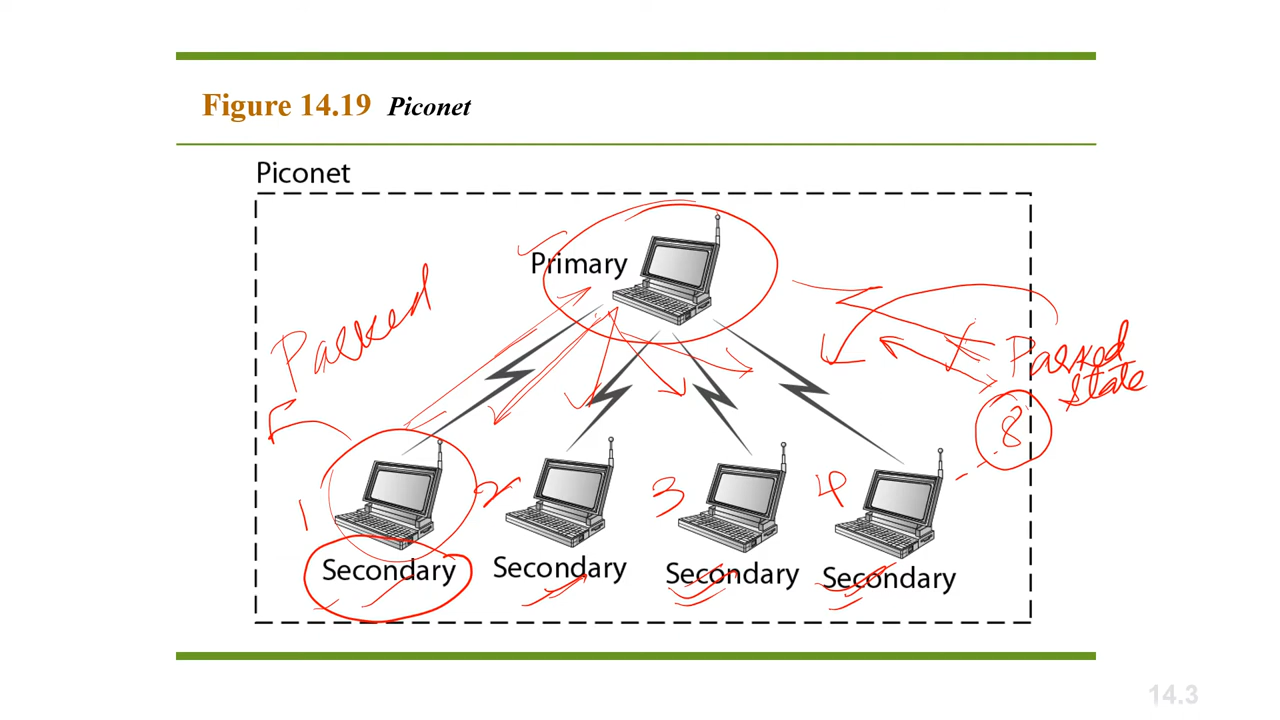 Figure 14.19 Piconet
Piconet
Primary
Parked
Parked
state
8
1
2
3
4
Secondary
Secondary
Secondary
Secondary
14.3